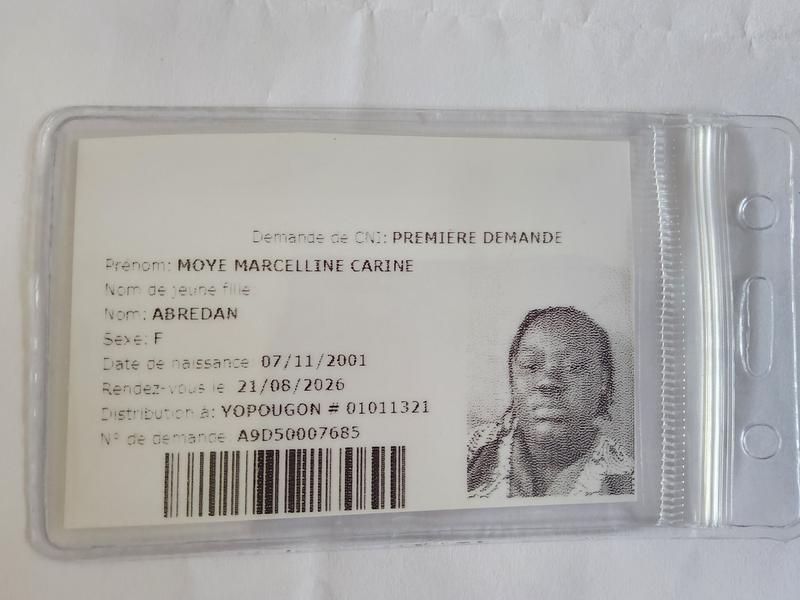 Demande de CNI: PREMIERE DEMANDE
Prénom: MOYE MARCELLINE CARINE
Nom de jeune fille
Nom: ABREDAN
Sexe: F
Date de naissance 07/11/2001
Rendez-vous le 21/08/2026
Distribution à: YOPOUGON # 01011321
N° de demande A9D50007685